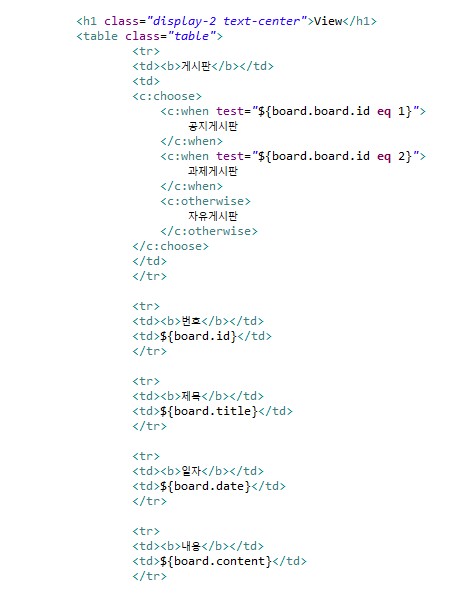 <h1 class="display-2 text-center">View</h1>
<table class="table">
<tr>
<td><b>게시판</b></td>
<td>
<c:choose>
<c:when test="${board.board.id eq 1}">
공지게시판
</c:when>
<c:when test="${board.board.id eq 2}">
과제게시판
</c:when>
<c:otherwise>
자유게시판
</c:otherwise>
</c:choose>
</td>
</tr>
<tr>
<td><b>번호</b></td>
<td>${board.id}</td>
</tr>
<tr>
<td><b>제목</b></td>
<td>${board.title}</td>
</tr>
<tr>
<td><b>일자</b></td>
<td>${board.date}</td>
</tr>
<tr>
<td><b>내용</b></td>
<td>${board.content}</td>
</tr>